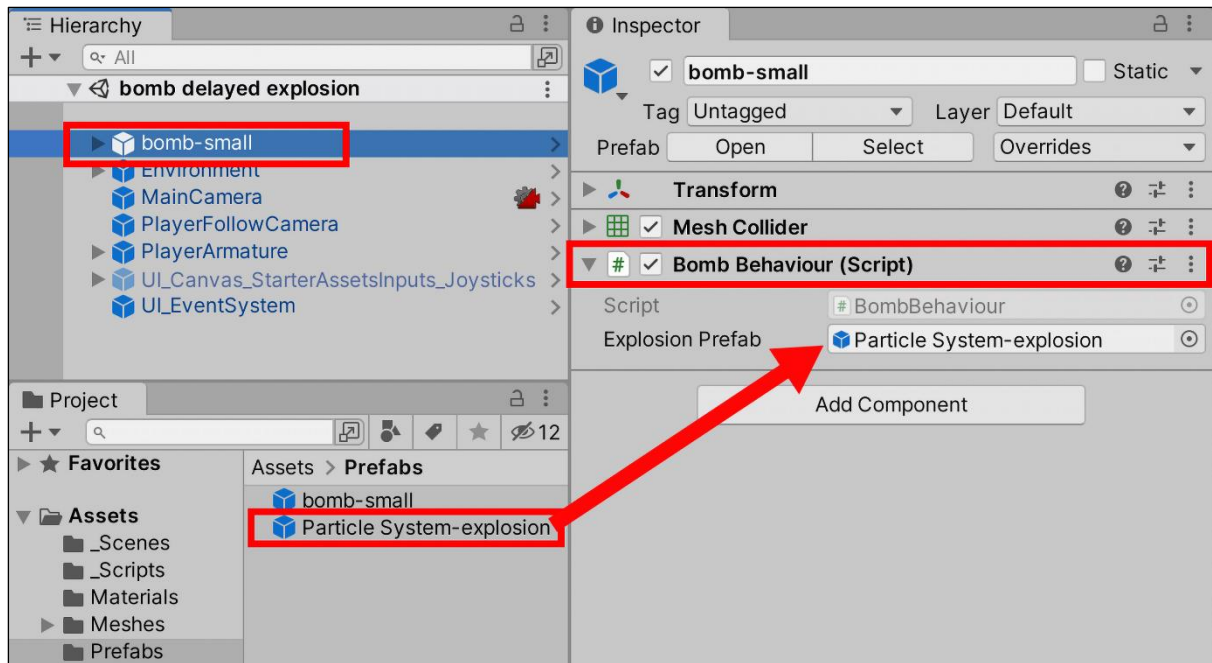 Hierarchy
All
bomb delayed explosion
bomb-small
Environment
MainCamera
PlayerFollowCamera
PlayerArmature
UI_Canvas_StarterAssetsInputs_Joysticks
UI_EventSystem
Project
12
Favorites
Assets
_Scenes
_Scripts
Materials
Meshes
Prefabs
Assets > Prefabs
bomb-small
Particle System-explosion
Inspector
bomb-small
Static
Tag Untagged Layer Default
Prefab Open Select Overrides
Transform
Mesh Collider
# Bomb Behaviour (Script)
Script # BombBehaviour
Explosion Prefab Particle System-explosion
Add Component